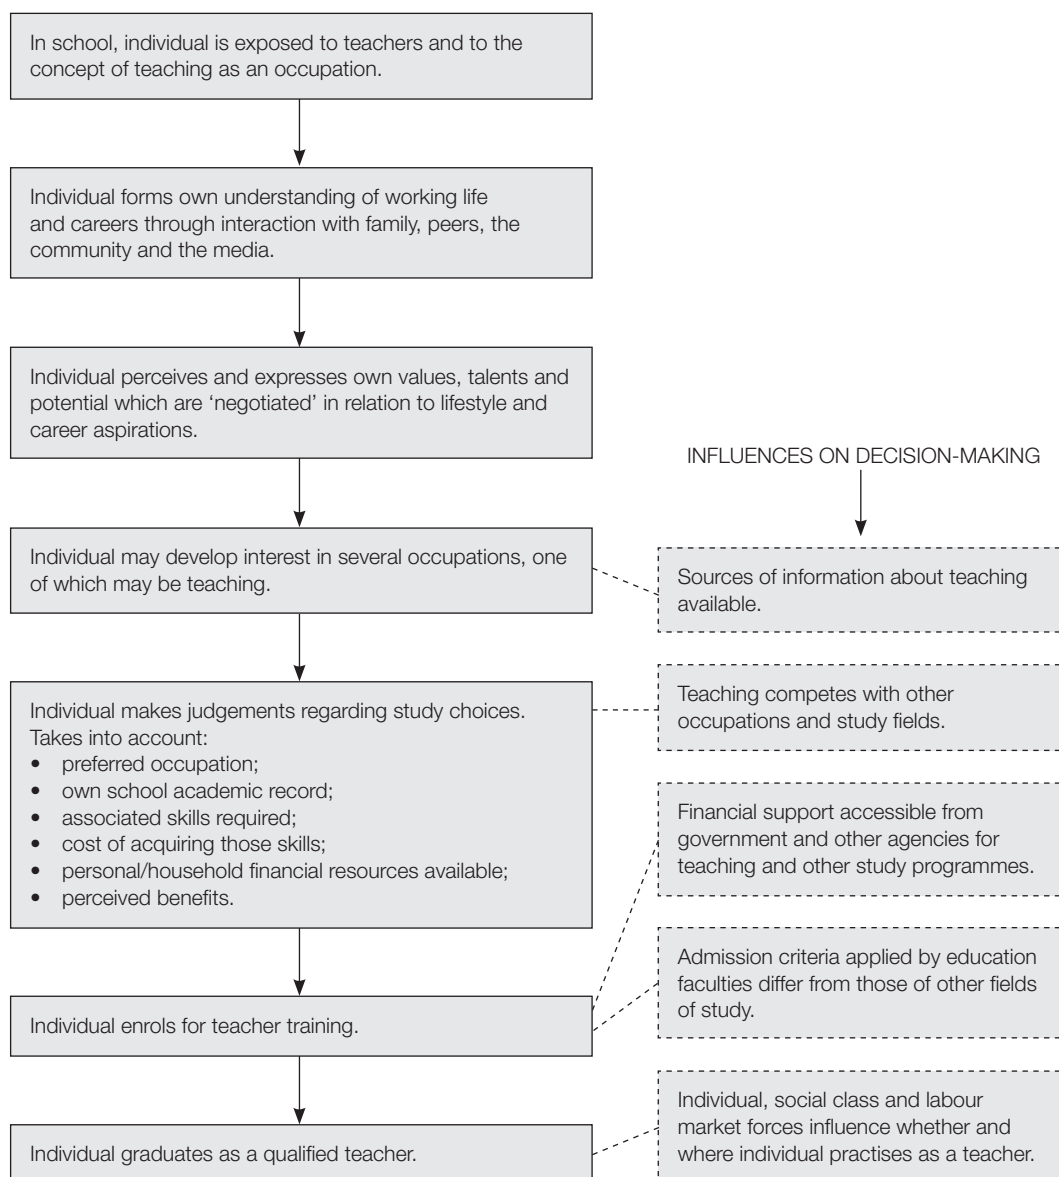 In school, individual is exposed to teachers and to the
concept of teaching as an occupation.
Individual forms own understanding of working life
and careers through interaction with family, peers, the
community and the media.
Individual perceives and expresses own values, talents and
potential which are ‘negotiated’ in relation to lifestyle and
career aspirations.
INFLUENCES ON DECISION-MAKING
Individual may develop interest in several occupations, one
of which may be teaching.
Sources of information about teaching
available.
Individual makes judgements regarding study choices.
Takes into account:
• preferred occupation;
• own school academic record;
• associated skills required;
• cost of acquiring those skills;
• personal/household financial resources available;
• perceived benefits.
Teaching competes with other
occupations and study fields.
Financial support accessible from
government and other agencies for
teaching and other study programmes.
Individual enrols for teacher training.
Admission criteria applied by education
faculties differ from those of other fields
of study.
Individual graduates as a qualified teacher.
Individual, social class and labour
market forces influence whether and
where individual practises as a teacher.